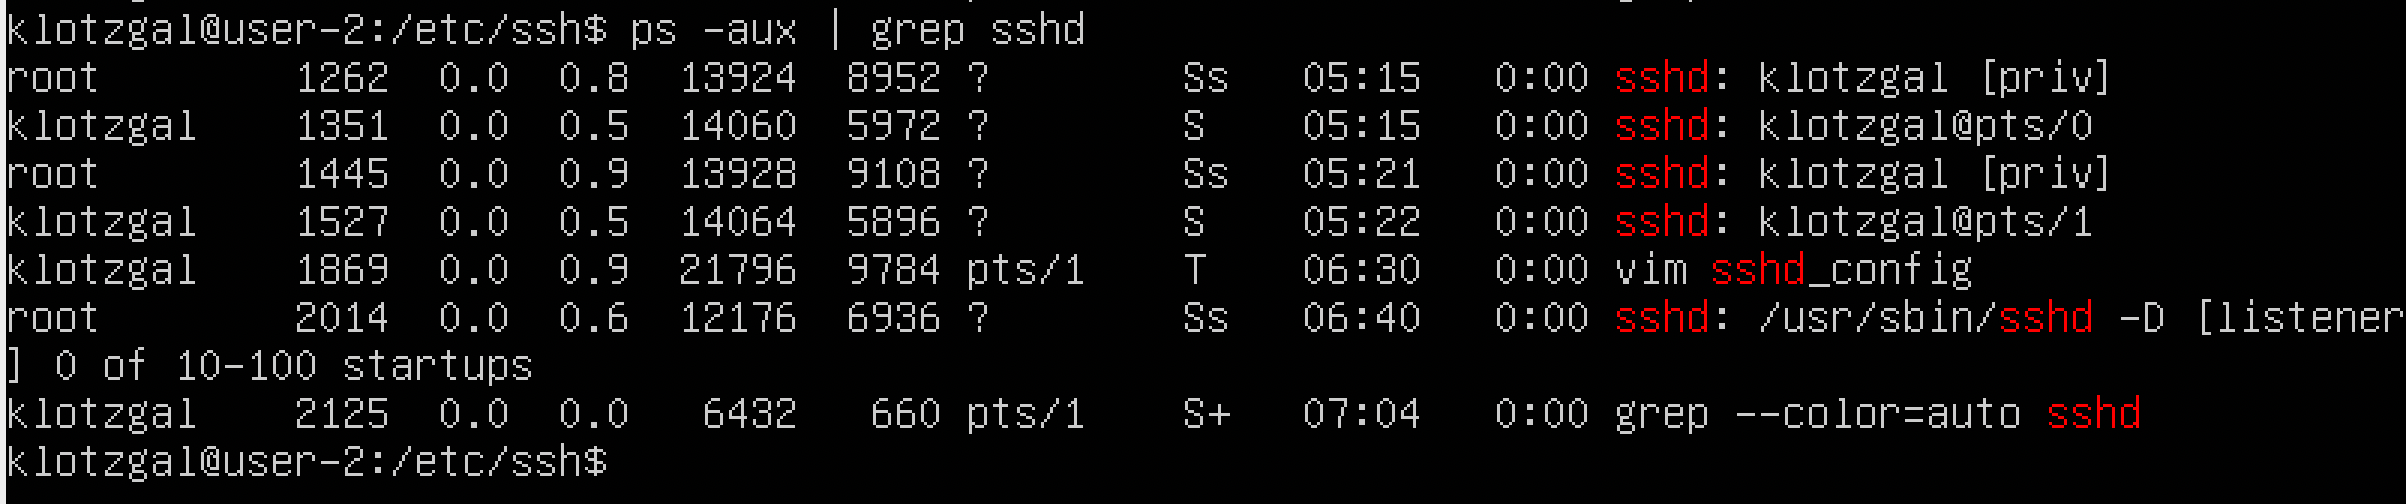 klotzgal@user-2:/etc/ssh$ ps -aux | grep sshd
root        1262  0.0  0.8  13924  8952 ?        Ss   05:15   0:00 sshd: klotzgal [priv]
klotzgal    1351  0.0  0.5  14060  5972 ?        S    05:15   0:00 sshd: klotzgal@pts/0
root        1445  0.0  0.9  13928  9108 ?        Ss   05:21   0:00 sshd: klotzgal [priv]
klotzgal    1527  0.0  0.5  14064  5896 ?        S    05:22   0:00 sshd: klotzgal@pts/1
klotzgal    1869  0.0  0.9  21796  9784 pts/1    T    06:30   0:00 vim sshd_config
root        2014  0.0  0.6  12176  6936 ?        Ss   06:40   0:00 sshd: /usr/sbin/sshd -D [listener
] 0 of 10-100 startups
klotzgal    2125  0.0  0.0   6432   660 pts/1    S+   07:04   0:00 grep --color=auto sshd
klotzgal@user-2:/etc/ssh$